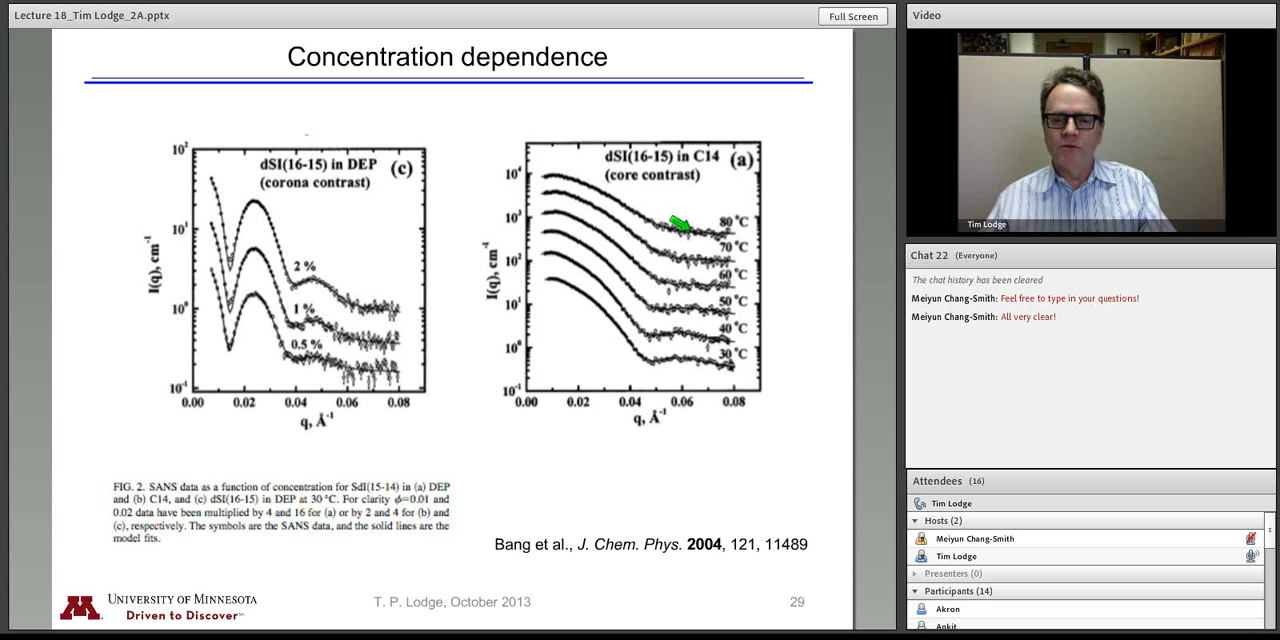 Lecture 18_Tim Lodge_2A.pptx
Full Screen
Concentration dependence
dSI(16-15) in DEP
(corona contrast)
(c)
10²
10¹
10⁰
10⁻¹
I(q), cm⁻¹
2 %
1 %
0.5 %
0.00 0.02 0.04 0.06 0.08
q, Å⁻¹
dSI(16-15) in C14
(core contrast)
(a)
10⁴
10³
10²
10¹
10⁰
10⁻¹
I(q), cm⁻¹
80 °C
70 °C
60 °C
50 °C
40 °C
30 °C
0.00 0.02 0.04 0.06 0.08
q, Å⁻¹
FIG. 2. SANS data as a function of concentration for SdI(15-14) in (a) DEP
and (b) C14, and (c) dSI(16-15) in DEP at 30 °C. For clarity ϕ=0.01 and
0.02 data have been multiplied by 4 and 16 for (a) or by 2 and 4 for (b) and
(c), respectively. The symbols are the SANS data, and the solid lines are the
model fits.
Bang et al., J. Chem. Phys. 2004, 121, 11489
M
UNIVERSITY OF MINNESOTA
Driven to Discover℠
T. P. Lodge, October 2013
29
Video
Tim Lodge
Chat 22 (Everyone)
The chat history has been cleared
Meiyun Chang-Smith: Feel free to type in your questions!
Meiyun Chang-Smith: All very clear!
Attendees (16)
Tim Lodge
Hosts (2)
Meiyun Chang-Smith
Tim Lodge
Presenters (0)
Participants (14)
Akron
Ankit